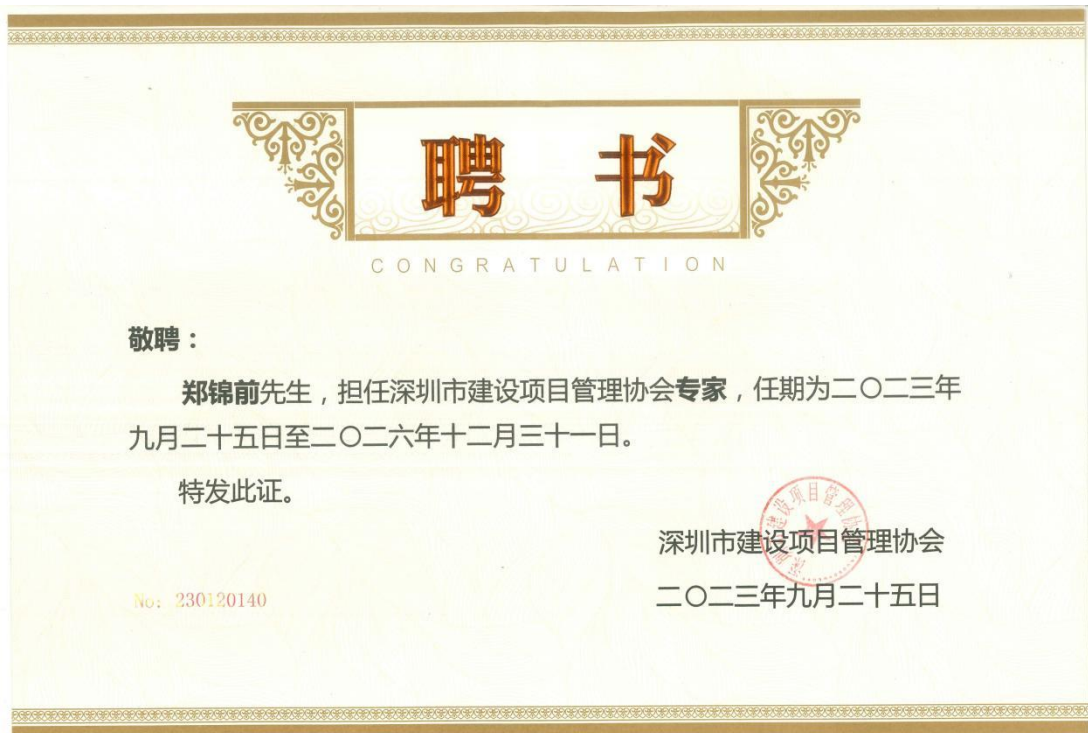 聘书
CONGRATULATION
敬聘：
郑锦前先生，担任深圳市建设项目管理协会专家，任期为二〇二三年
九月二十五日至二〇二六年十二月三十一日。
特发此证。
深圳市建设项目管理协会
二〇二三年九月二十五日
No: 230120140